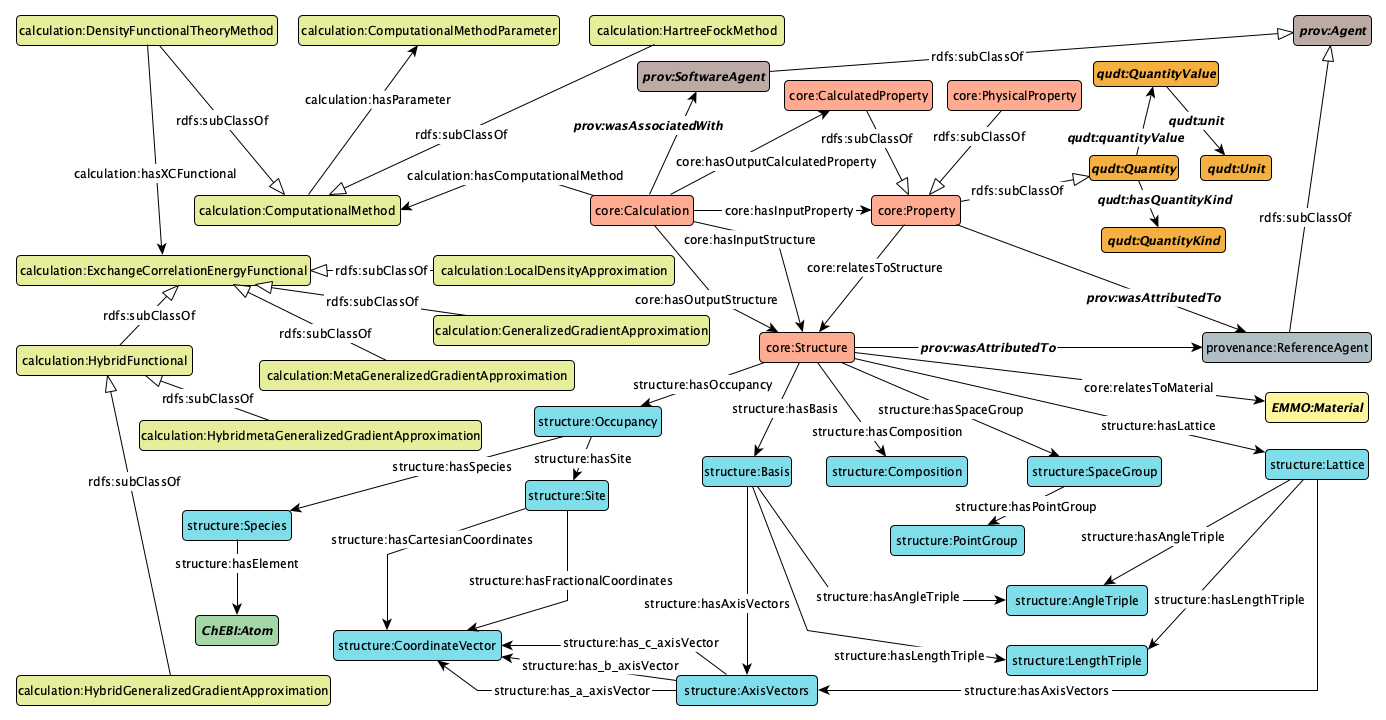 calculation:DensityFunctionalTheoryMethod
calculation:ComputationalMethodParameter
calculation:HartreeFockMethod
prov:Agent
rdfs:subClassOf
prov:SoftwareAgent
qudt:QuantityValue
core:CalculatedProperty
core:PhysicalProperty
calculation:hasParameter
rdfs:subClassOf
prov:wasAssociatedWith
qudt:unit
rdfs:subClassOf
rdfs:subClassOf
rdfs:subClassOf
qudt:quantityValue
core:hasOutputCalculatedProperty
calculation:hasXCFunctional
calculation:hasComputationalMethod
qudt:Quantity
qudt:Unit
rdfs:subClassOf
qudt:hasQuantityKind
calculation:ComputationalMethod
core:Calculation
core:hasInputProperty
core:Property
rdfs:subClassOf
core:hasInputStructure
qudt:QuantityKind
calculation:ExchangeCorrelationEnergyFunctional
rdfs:subClassOf
calculation:LocalDensityApproximation
core:relatesToStructure
rdfs:subClassOf
core:hasOutputStructure
prov:wasAttributedTo
rdfs:subClassOf
rdfs:subClassOf
calculation:GeneralizedGradientApproximation
core:Structure
prov:wasAttributedTo
provenance:ReferenceAgent
calculation:HybridFunctional
calculation:MetaGeneralizedGradientApproximation
structure:hasOccupancy
core:relatesToMaterial
rdfs:subClassOf
structure:hasBasis
structure:hasSpaceGroup
EMMO:Material
structure:Occupancy
structure:hasComposition
structure:hasLattice
calculation:HybridmetaGeneralizedGradientApproximation
structure:hasSpecies
structure:hasSite
structure:Basis
structure:Composition
structure:SpaceGroup
structure:Lattice
rdfs:subClassOf
structure:Site
structure:hasPointGroup
structure:Species
structure:hasCartesianCoordinates
structure:PointGroup
structure:hasAngleTriple
structure:hasElement
structure:hasFractionalCoordinates
structure:hasAxisVectors
structure:hasAngleTriple
structure:AngleTriple
structure:hasLengthTriple
ChEBI:Atom
structure:CoordinateVector
structure:has_c_axisVector
structure:hasLengthTriple
structure:LengthTriple
structure:has_b_axisVector
calculation:HybridGeneralizedGradientApproximation
structure:has_a_axisVector
structure:AxisVectors
structure:hasAxisVectors